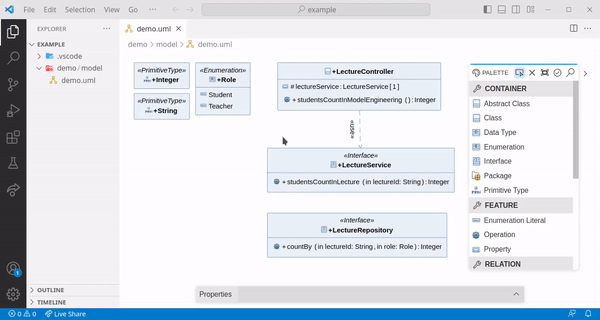 File Edit Selection View Go Run
example
EXPLORER
demo.uml
EXAMPLE
.vscode
demo / model
demo.uml
OUTLINE
TIMELINE
demo > model > demo.uml
«PrimitiveType»
+Integer
«PrimitiveType»
+String
«Enumeration»
+Role
Student
Teacher
+LectureController
#lectureService: LectureService[1]
+studentsCountInModelEngineering (): Integer
«use»
«Interface»
+LectureService
+studentsCountInLecture (in lectureId: String): Integer
«Interface»
+LectureRepository
+countBy (in lectureId: String, in role: Role): Integer
PALETTE
CONTAINER
Abstract Class
Class
Data Type
Enumeration
Interface
Package
Primitive Type
FEATURE
Enumeration Literal
Operation
Property
RELATION
Properties
1
0 0 Live Share